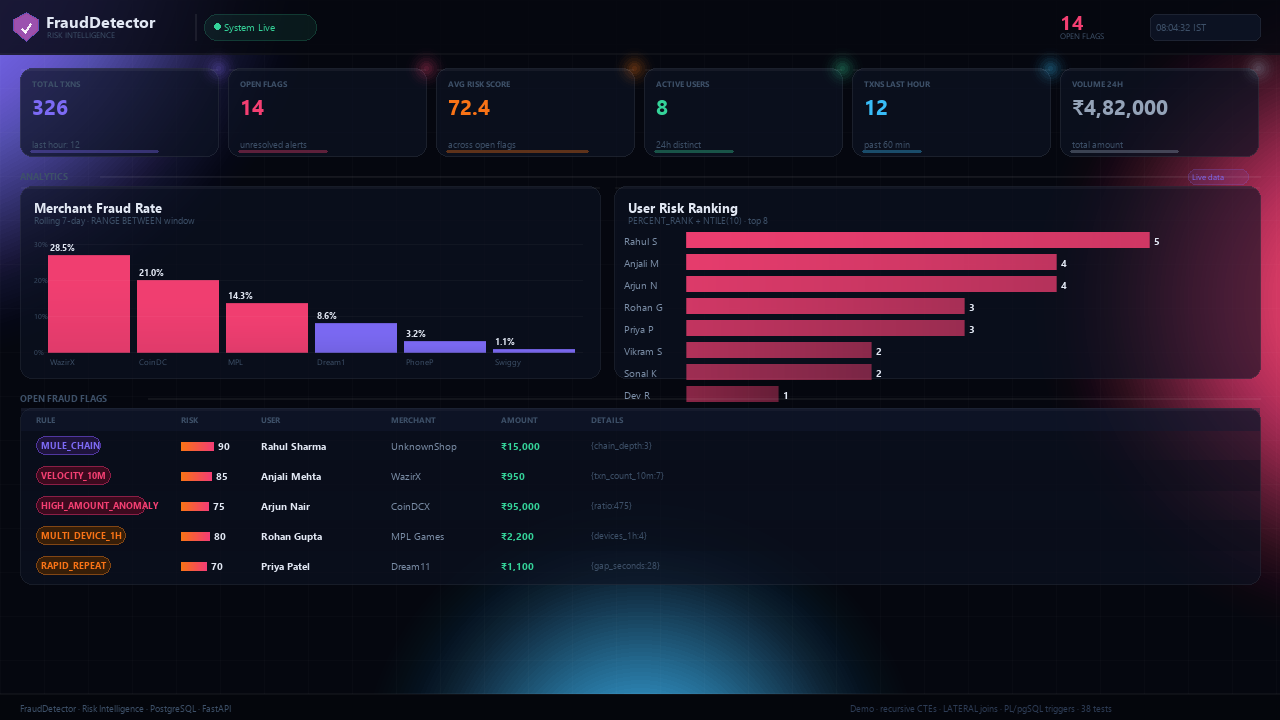 FraudDetector
RISK INTELLIGENCE
System Live
14
OPEN FLAGS
08:04:32 IST
TOTAL TXNS
326
last hour: 12
OPEN FLAGS
14
unresolved alerts
AVG RISK SCORE
72.4
across open flags
ACTIVE USERS
8
24h distinct
TXNS LAST HOUR
12
past 60 min
VOLUME 24H
₹4,82,000
total amount
ANALYTICS
Live data
Merchant Fraud Rate
Rolling 7-day · RANGE BETWEEN window
30%
20%
10%
0%
28.5%
21.0%
14.3%
8.6%
3.2%
1.1%
WazirX
CoinDC
MPL
Dream1
PhoneP
Swiggy
User Risk Ranking
PERCENT_RANK + NTILE(10) · top 8
Rahul S 5
Anjali M 4
Arjun N 4
Rohan G 3
Priya P 3
Vikram S 2
Sonal K 2
Dev R 1
OPEN FRAUD FLAGS
RULE RISK USER MERCHANT AMOUNT DETAILS
MULE_CHAIN 90 Rahul Sharma UnknownShop ₹15,000 {chain_depth:3}
VELOCITY_10M 85 Anjali Mehta WazirX ₹950 {txn_count_10m:7}
HIGH_AMOUNT_ANOMALY 75 Arjun Nair CoinDCX ₹95,000 {ratio:475}
MULTI_DEVICE_1H 80 Rohan Gupta MPL Games ₹2,200 {devices_1h:4}
RAPID_REPEAT 70 Priya Patel Dream11 ₹1,100 {gap_seconds:28}
FraudDetector · Risk Intelligence · PostgreSQL · FastAPI
Demo · recursive CTEs · LATERAL joins · PL/pgSQL triggers · 38 tests